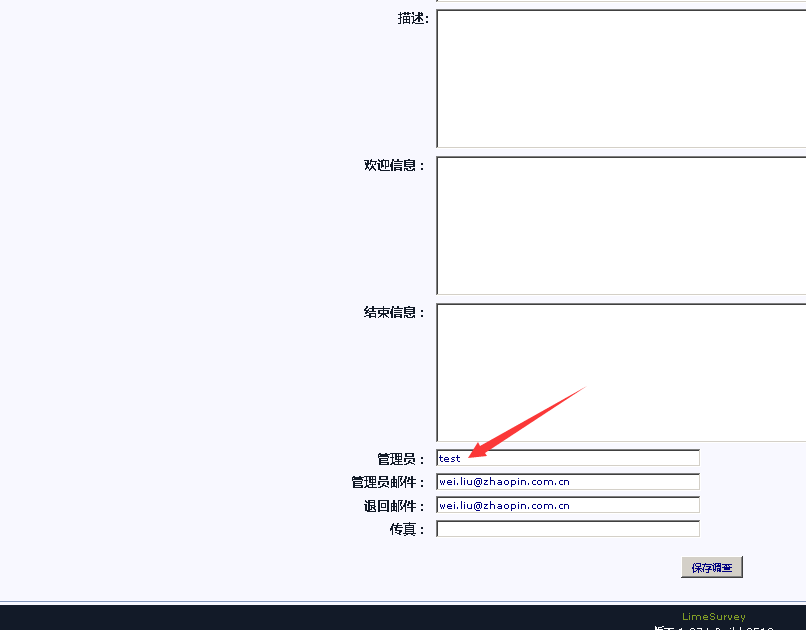 描述:
欢迎信息：
结束信息：
管理员： test
管理员邮件： wei.liu@zhaopin.com.cn
退回邮件： wei.liu@zhaopin.com.cn
传真：
保存调查
LimeSurvey